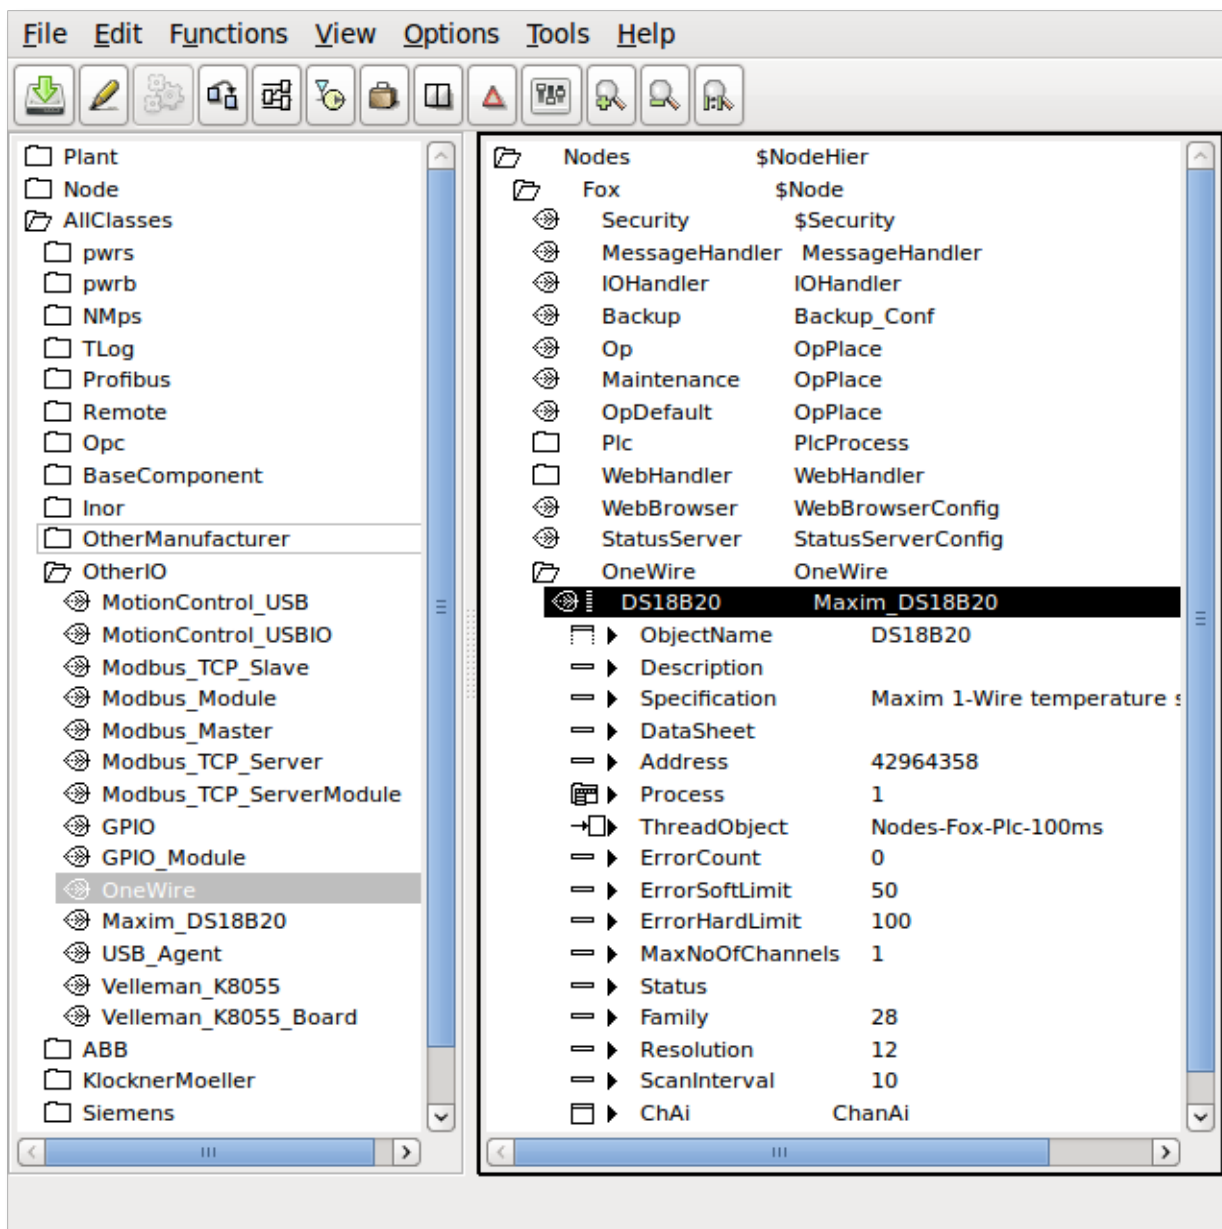 File Edit Functions View Options Tools Help
Plant
Node
AllClasses
pwrs
pwrb
NMps
TLog
Profibus
Remote
Opc
BaseComponent
Inor
OtherManufacturer
OtherIO
MotionControl_USB
MotionControl_USBIO
Modbus_TCP_Slave
Modbus_Module
Modbus_Master
Modbus_TCP_Server
Modbus_TCP_ServerModule
GPIO
GPIO_Module
OneWire
Maxim_DS18B20
USB_Agent
Velleman_K8055
Velleman_K8055_Board
ABB
KlocknerMoeller
Siemens
Nodes $NodeHier
Fox $Node
Security $Security
MessageHandler MessageHandler
IOHandler IOHandler
Backup Backup_Conf
Op OpPlace
Maintenance OpPlace
OpDefault OpPlace
Plc PlcProcess
WebHandler WebHandler
WebBrowser WebBrowserConfig
StatusServer StatusServerConfig
OneWire OneWire
DS18B20 Maxim_DS18B20
ObjectName DS18B20
Description
Specification Maxim 1-Wire temperature s
DataSheet
Address 42964358
Process 1
ThreadObject Nodes-Fox-Plc-100ms
ErrorCount 0
ErrorSoftLimit 50
ErrorHardLimit 100
MaxNoOfChannels 1
Status
Family 28
Resolution 12
ScanInterval 10
ChAi ChanAi